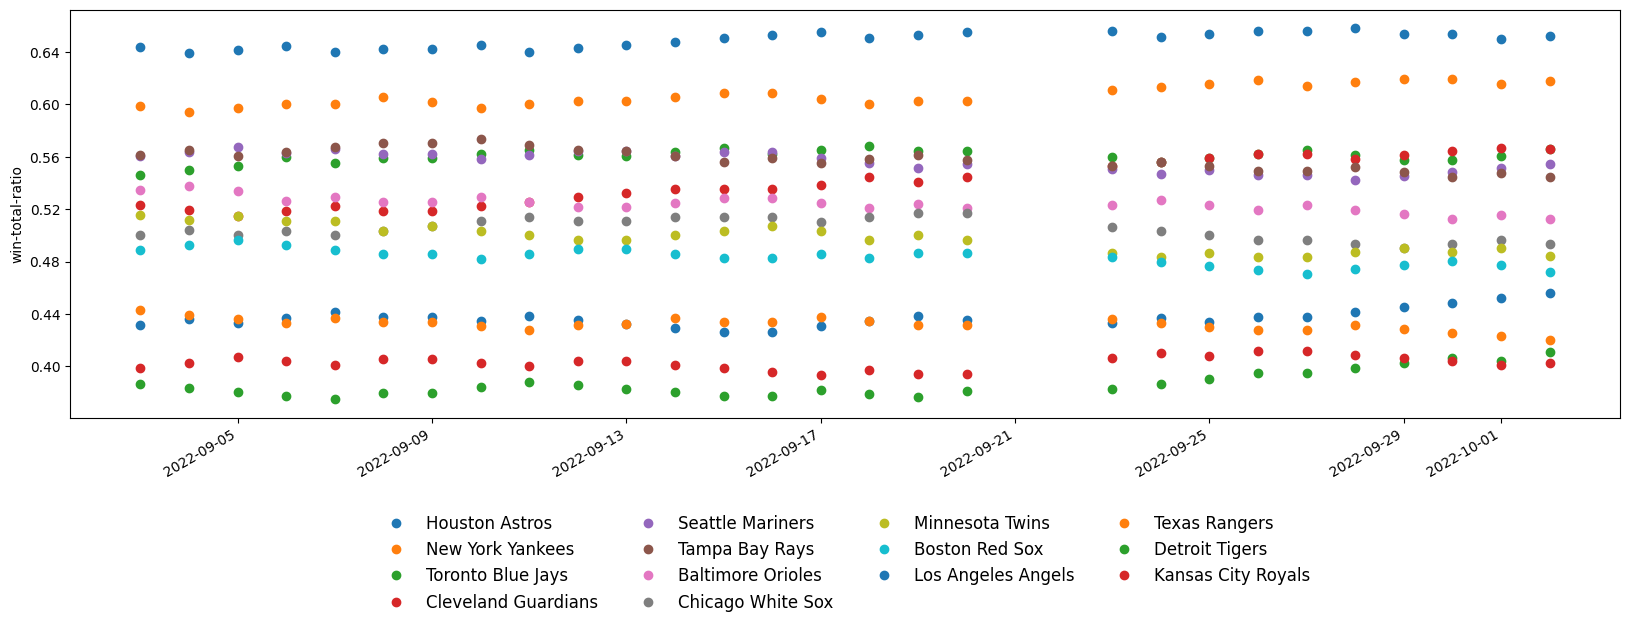 win-total-ratio
0.64
0.60
0.56
0.52
0.48
0.44
0.40
2022-09-05
2022-09-09
2022-09-13
2022-09-17
2022-09-21
2022-09-25
2022-09-29
2022-10-01
Houston Astros
New York Yankees
Toronto Blue Jays
Cleveland Guardians
Seattle Mariners
Tampa Bay Rays
Baltimore Orioles
Chicago White Sox
Minnesota Twins
Boston Red Sox
Los Angeles Angels
Texas Rangers
Detroit Tigers
Kansas City Royals